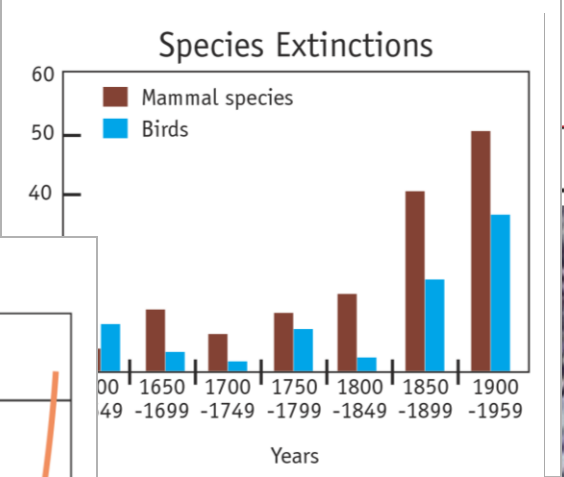 Species Extinctions
60
Mammal species
Birds
50
40
00 1650 1700 1750 1800 1850 1900
49 -1699 -1749 -1799 -1849 -1899 -1959
Years